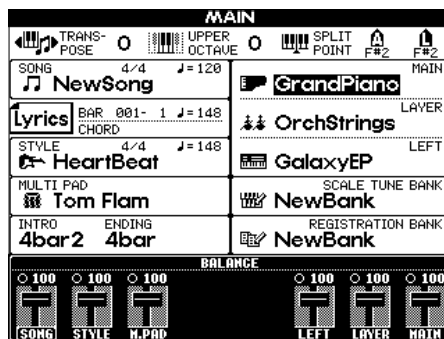 MAIN
TRANS-
POSE 0
UPPER
OCTAVE 0
SPLIT
POINT
F#2 F#2
SONG 4/4 ♩=120
NewSong
Lyrics
BAR 001- 1 ♩=148
CHORD
STYLE 4/4 ♩=148
HeartBeat
MULTI PAD
Tom Flam
INTRO ENDING
4bar2 4bar
MAIN
GrandPiano
LAYER
OrchStrings
LEFT
GalaxyEP
SCALE TUNE BANK
NewBank
REGISTRATION BANK
NewBank
BALANCE
100 100 100 100 100 100
SONG STYLE M.PAD LEFT LAYER MAIN